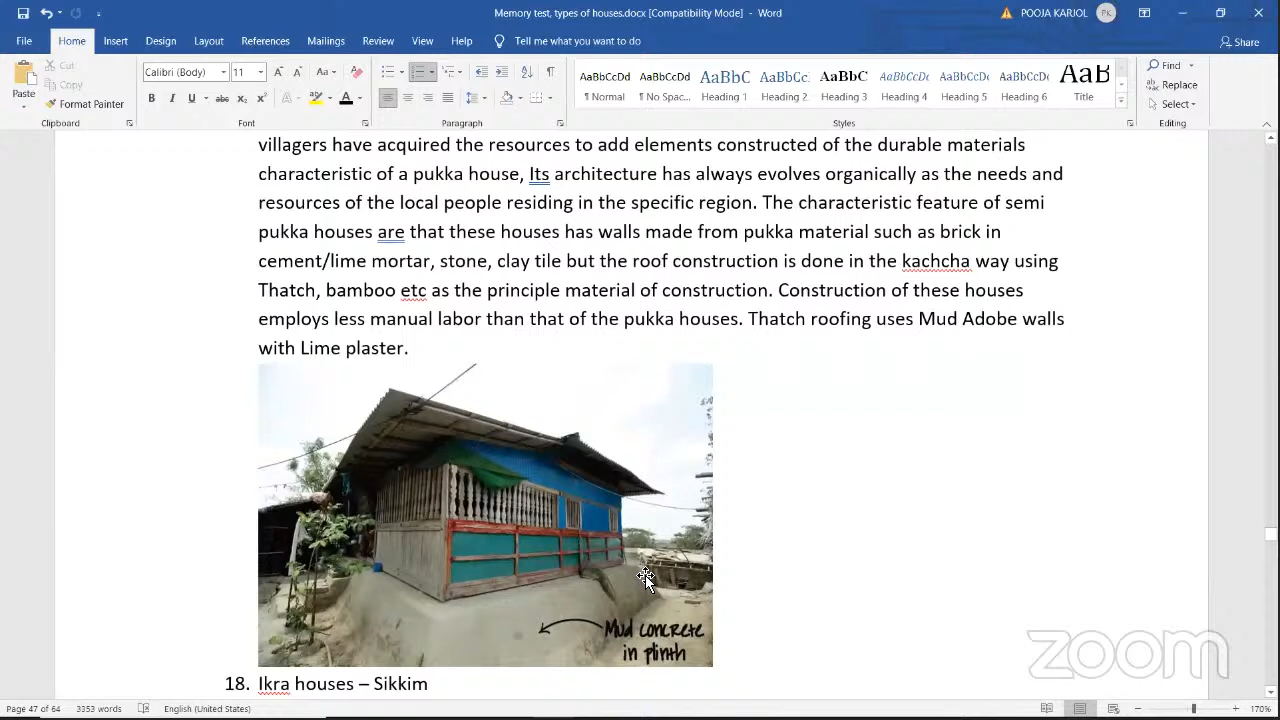 Memory test, types of houses.docx [Compatibility Mode] - Word
POOJA KARJOL
PK
File Home Insert Design Layout References Mailings Review View Help Tell me what you want to do
Share
Paste
Cut
Copy
Format Painter
Clipboard
Calibri (Body) 11
Font
Paragraph
AaBbCcDd AaBbCcDd AaBbC AaBbCc AaBbCc AaBbCcDc AaBbCcD AaBbCcD AaB
¶ Normal ¶ No Spac... Heading 1 Heading 2 Heading 3 Heading 4 Heading 5 Heading 6 Title
Styles
Find
Replace
Select
Editing
villagers have acquired the resources to add elements constructed of the durable materials
characteristic of a pukka house, Its architecture has always evolves organically as the needs and
resources of the local people residing in the specific region. The characteristic feature of semi
pukka houses are that these houses has walls made from pukka material such as brick in
cement/lime mortar, stone, clay tile but the roof construction is done in the kachcha way using
Thatch, bamboo etc as the principle material of construction. Construction of these houses
employs less manual labor than that of the pukka houses. Thatch roofing uses Mud Adobe walls
with Lime plaster.
Mud concrete
in plinth
zoom
18. Ikra houses – Sikkim
Page 47 of 64 3353 words English (United States) 170%